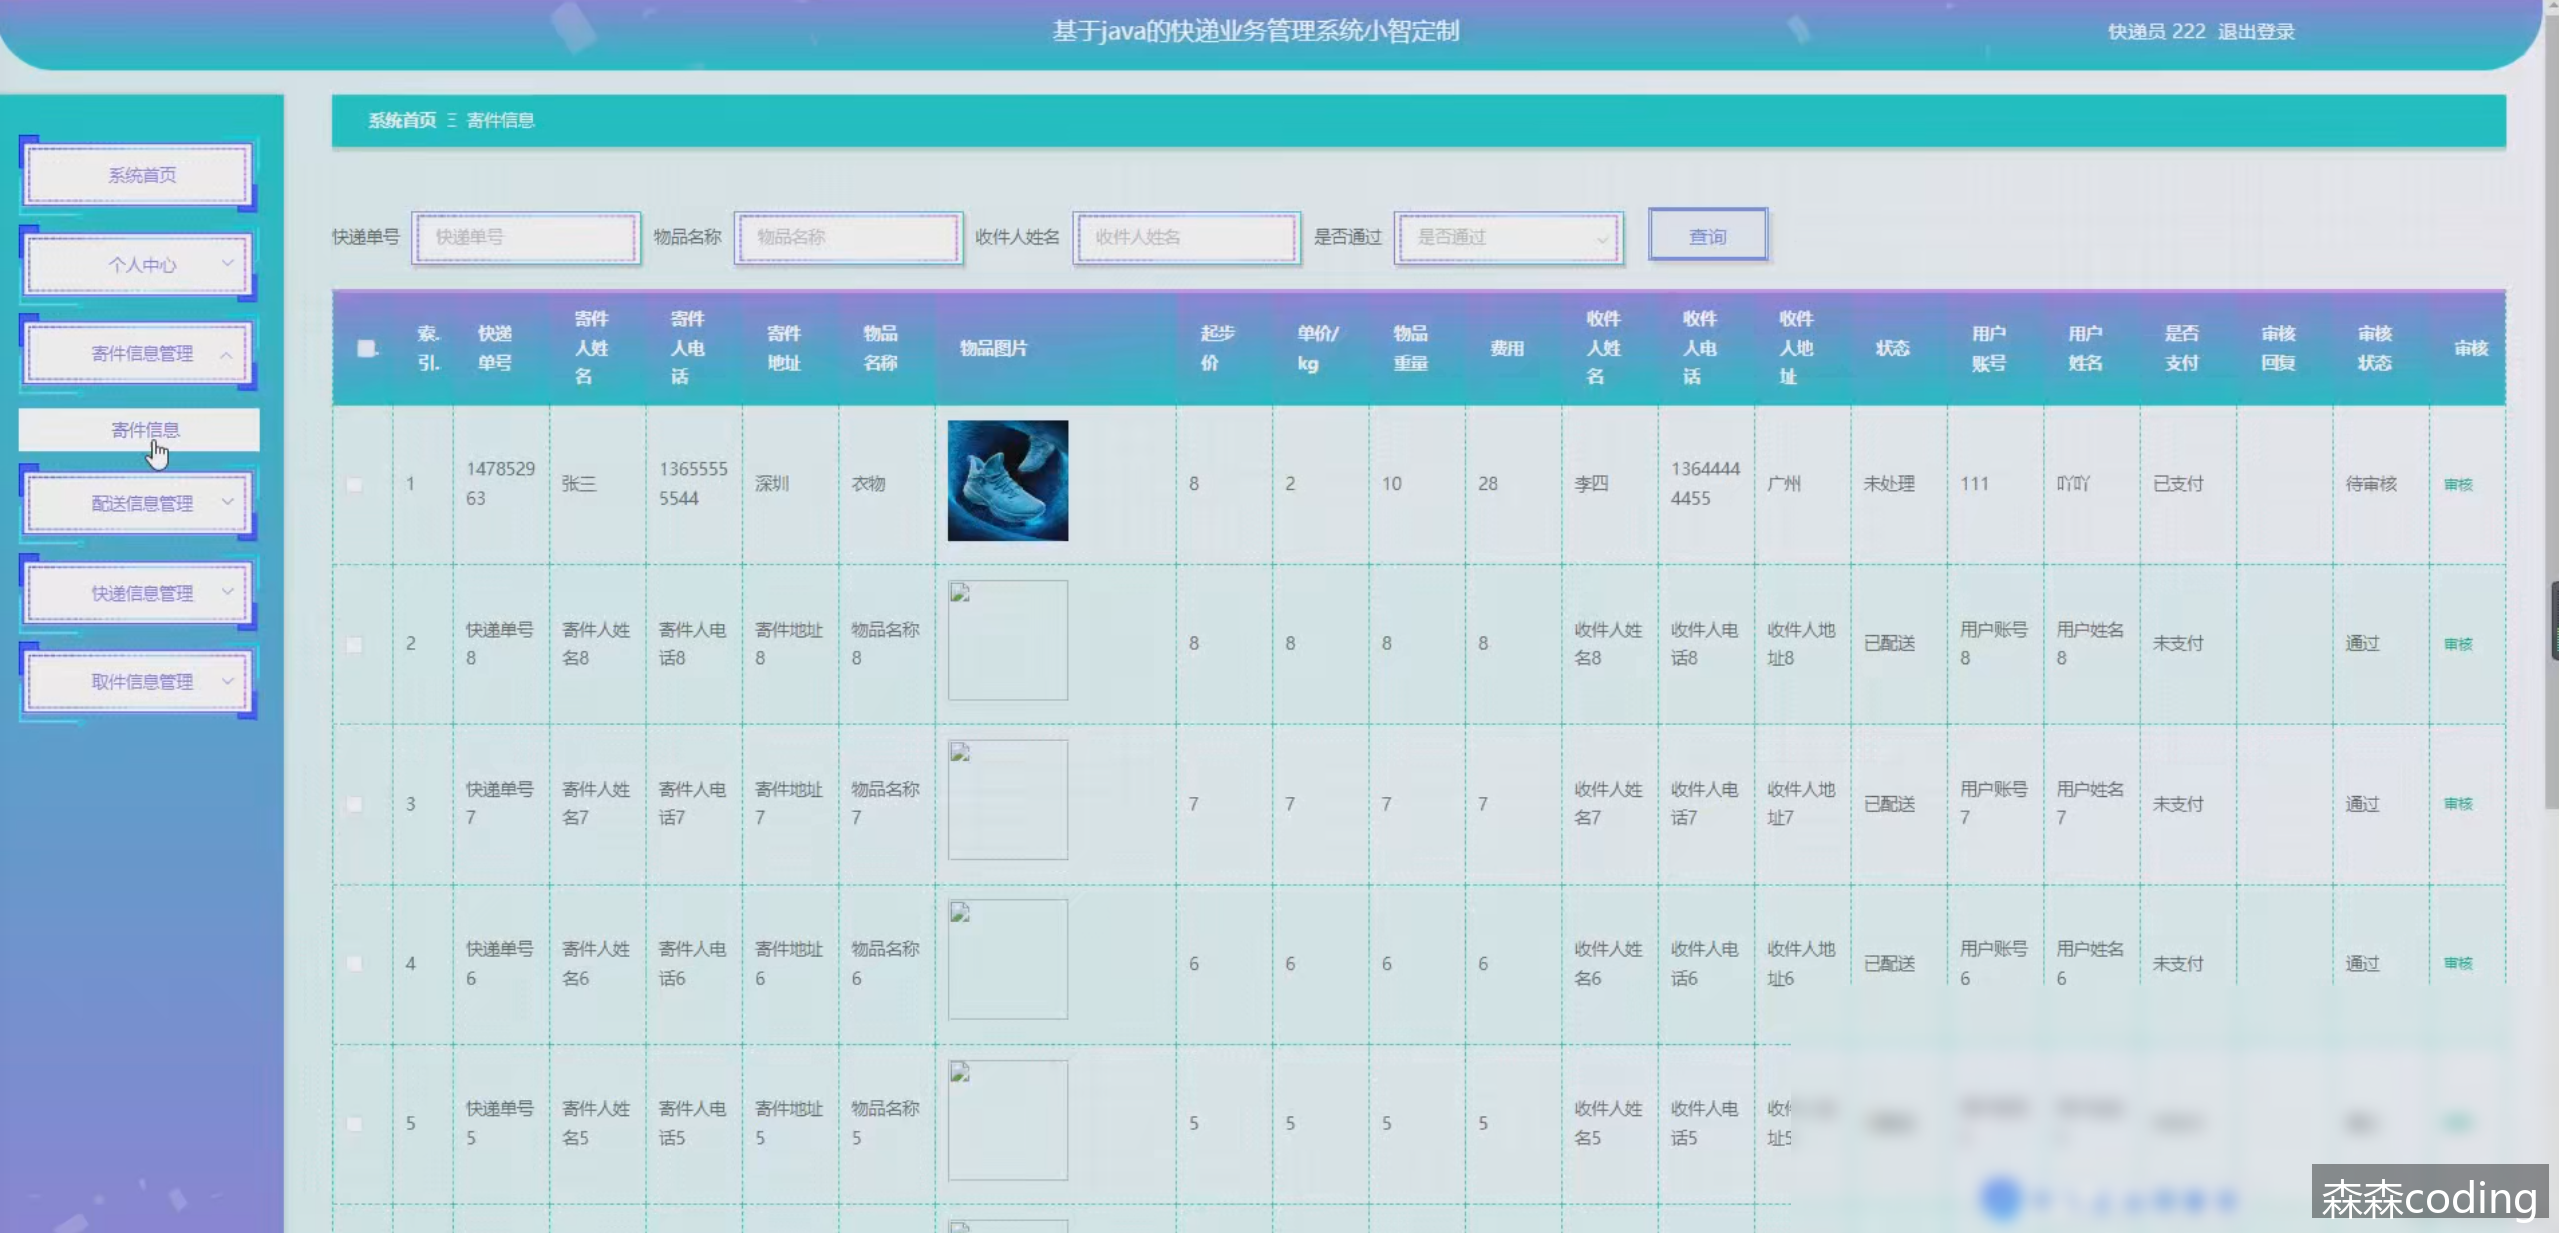 基于java的快递业务管理系统小智定制
快递员 222 退出登录
系统首页
个人中心
寄件信息管理
寄件信息
配送信息管理
快递信息管理
取件信息管理
系统首页 Ξ 寄件信息
快递单号 快递单号 物品名称 物品名称 收件人姓名 收件人姓名 是否通过 是否通过 查询
索. 快递 寄件 寄件 寄件 物品 物品图片 起步 单价/ 物品 费用 收件 收件 收件 状态 用户 用户 是否 审核 审核 审核
引. 单号 人姓 人电 地址 名称 价 kg 重量 人姓 人电 人地 账号 姓名 支付 回复 状态
名 话 名 话 址
1 1478529 张三 1365555 深圳 衣物 8 2 10 28 李四 1364444 广州 未处理 111 吖吖 已支付 待审核 审核
63 5544 4455
2 快递单号 寄件人姓 寄件人电 寄件地址 物品名称 8 8 8 8 收件人姓 收件人电 收件人地 已配送 用户账号 用户姓名 未支付 通过 审核
8 名8 话8 8 8 名8 话8 址8 8 8
3 快递单号 寄件人姓 寄件人电 寄件地址 物品名称 7 7 7 7 收件人姓 收件人电 收件人地 已配送 用户账号 用户姓名 未支付 通过 审核
7 名7 话7 7 7 名7 话7 址7 7 7
4 快递单号 寄件人姓 寄件人电 寄件地址 物品名称 6 6 6 6 收件人姓 收件人电 收件人地 已配送 用户账号 用户姓名 未支付 通过 审核
6 名6 话6 6 6 名6 话6 址6 6 6
5 快递单号 寄件人姓 寄件人电 寄件地址 物品名称 5 5 5 5 收件人姓 收件人电 收
5 名5 话5 5 5 名5 话5 址5
森森coding